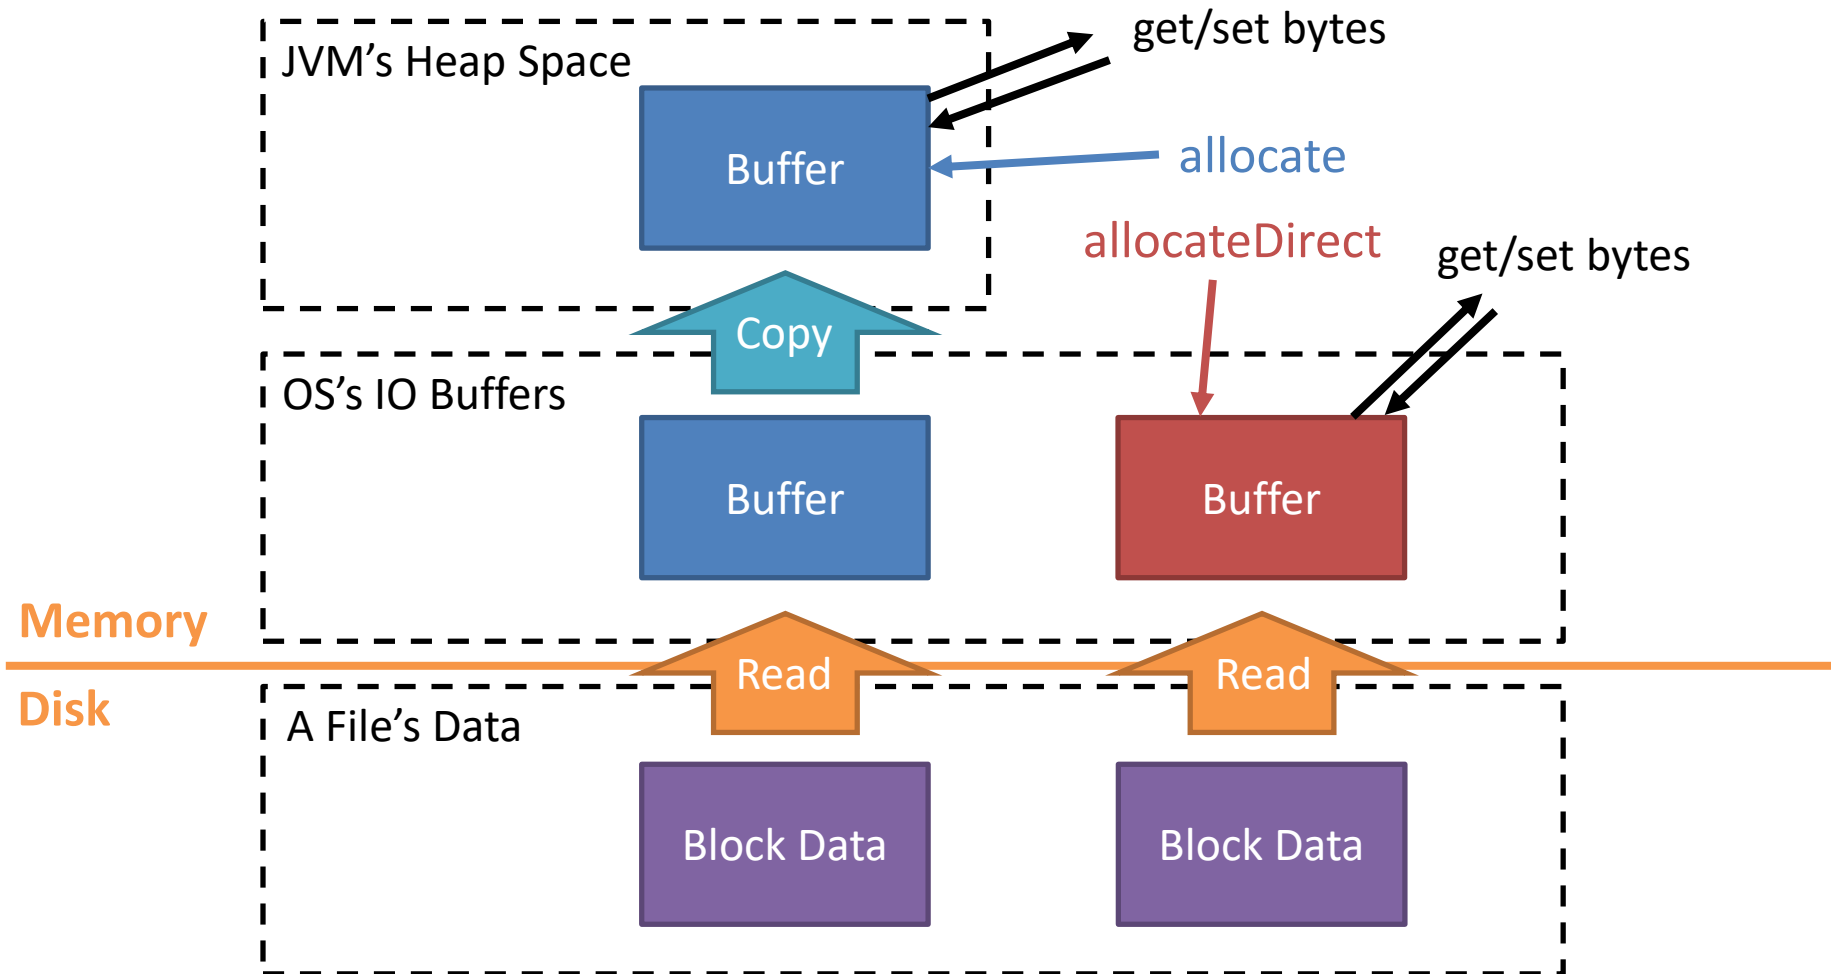 get/set bytes
JVM's Heap Space
Buffer
allocate
allocateDirect
get/set bytes
Copy
OS's IO Buffers
Buffer
Buffer
Memory
Read
Read
Disk
A File's Data
Block Data
Block Data